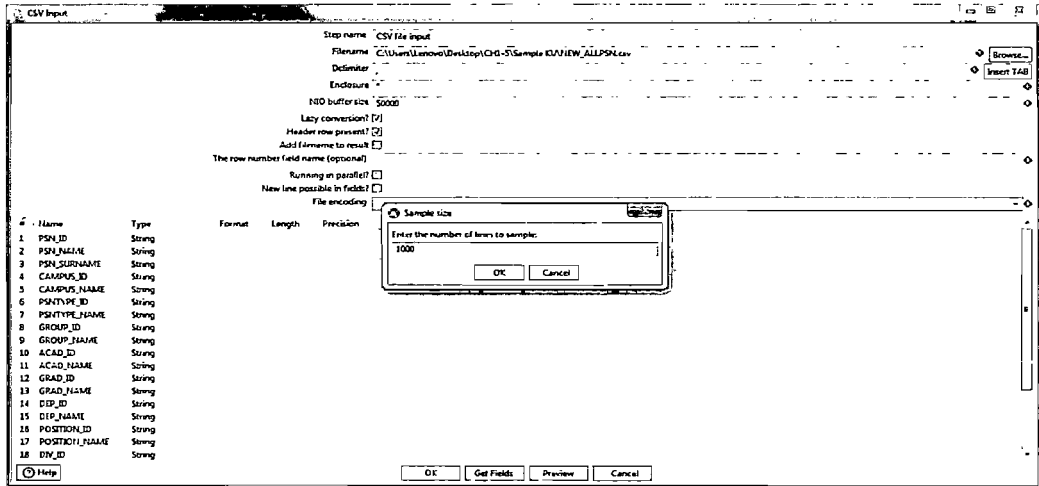 CSV Input
Step name CSV file input
Filename C:\Users\Lenovo\Desktop\CH1-5\Sample KU\NEW_ALLPSN.csv Browse...
Delimiter , Insert TAB
Enclosure "
NIO buffer size 50000
Lazy conversion?
Header row present?
Add filename to result
The row number field name (optional)
Running in parallel?
New line possible in fields?
File encoding
# Name Type Format Length Precision
1 PSN_ID String
2 PSN_NAME String
3 PSN_SURNAME String
4 CAMPUS_ID String
5 CAMPUS_NAME String
6 PSNTYPE_ID String
7 PSNTYPE_NAME String
8 GROUP_ID String
9 GROUP_NAME String
10 ACAD_ID String
11 ACAD_NAME String
12 GRAD_ID String
13 GRAD_NAME String
14 DEP_ID String
15 DEP_NAME String
16 POSITION_ID String
17 POSITION_NAME String
18 DIV_ID String
Sample size
Enter the number of lines to sample:
1000
OK Cancel
Help OK Get Fields Preview Cancel